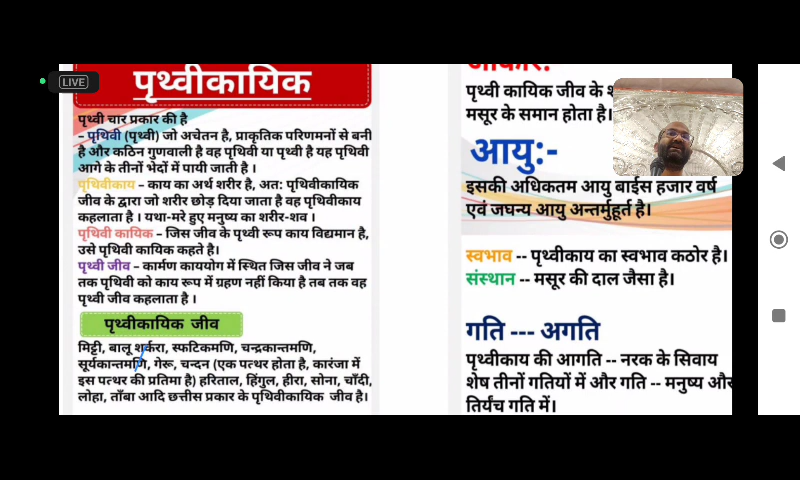 LIVE
पृथ्वीकायिक
पृथ्वी चार प्रकार की है
– पृथिवी (पृथ्वी) जो अचेतन है, प्राकृतिक परिणमनों से बनी
है और कठिन गुणवाली है वह पृथिवी या पृथ्वी है यह पृथिवी
आगे के तीनों भेदों में पायी जाती है ।
पृथिवीकाय – काय का अर्थ शरीर है, अत: पृथिवीकायिक
जीव के द्वारा जो शरीर छोड़ दिया जाता है वह पृथिवीकाय
कहलाता है । यथा-मरे हुए मनुष्य का शरीर-शव ।
पृथिवी कायिक – जिस जीव के पृथ्वी रूप काय विद्यमान है,
उसे पृथिवी कायिक कहते है।
पृथ्वी जीव – कार्मण काययोग में स्थित जिस जीव ने जब
तक पृथिवी को काय रूप में ग्रहण नहीं किया है तब तक वह
पृथ्वी जीव कहलाता है ।
पृथ्वीकायिक जीव
मिट्टी, बालू शर्करा, स्फटिकमणि, चन्द्रकान्तमणि,
सूर्यकान्तमणि, गेरू, चन्दन (एक पत्थर होता है, कारंजा में
इस पत्थर की प्रतिमा है) हरिताल, हिंगुल, हीरा, सोना, चाँदी,
लोहा, ताँबा आदि छत्तीस प्रकार के पृथिवीकायिक जीव है।
आकार:
पृथ्वी कायिक जीव के
मसूर के समान होता है।
आयु:-
इसकी अधिकतम आयु बाईस हजार वर्ष
एवं जघन्य आयु अन्तर्मुहूर्त है।
स्वभाव -- पृथ्वीकाय का स्वभाव कठोर है।
संस्थान -- मसूर की दाल जैसा है।
गति --- अगति
पृथ्वीकाय की आगति -- नरक के सिवाय
शेष तीनों गतियों में और गति -- मनुष्य और
तिर्यंच गति में।